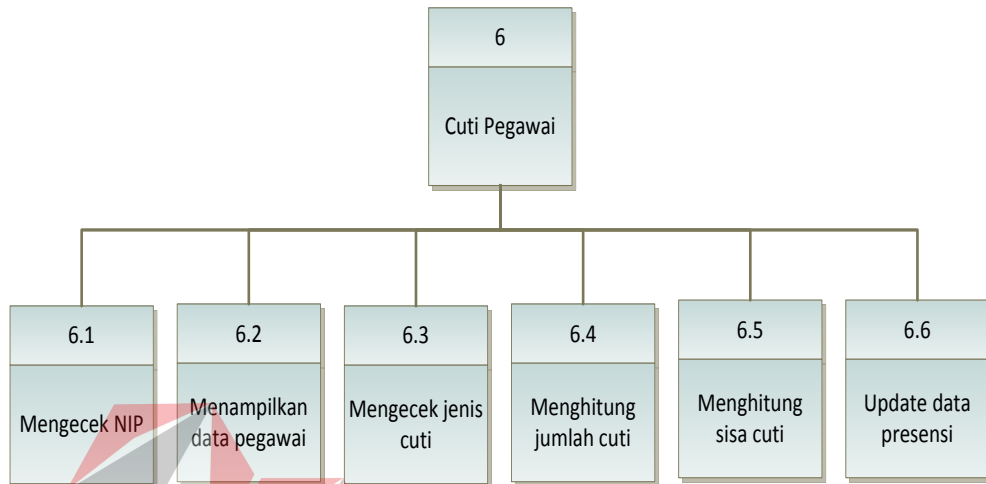 6
Cuti Pegawai
6.1
6.2
6.3
6.4
6.5
6.6
Mengecek NIP
Menampilkan
data pegawai
Mengecek jenis
cuti
Menghitung
jumlah cuti
Menghitung
sisa cuti
Update data
presensi